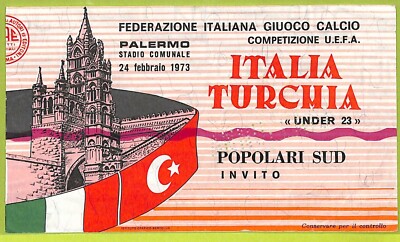 FEDERAZIONE ITALIANA GIUOCO CALCIO
COMPETIZIONE U.E.F.A.
PALERMO
STADIO COMUNALE
24 febbraio 1973
ITALIA
TURCHIA
« UNDER 23 »
POPOLARI SUD
INVITO
Conservare per il controllo